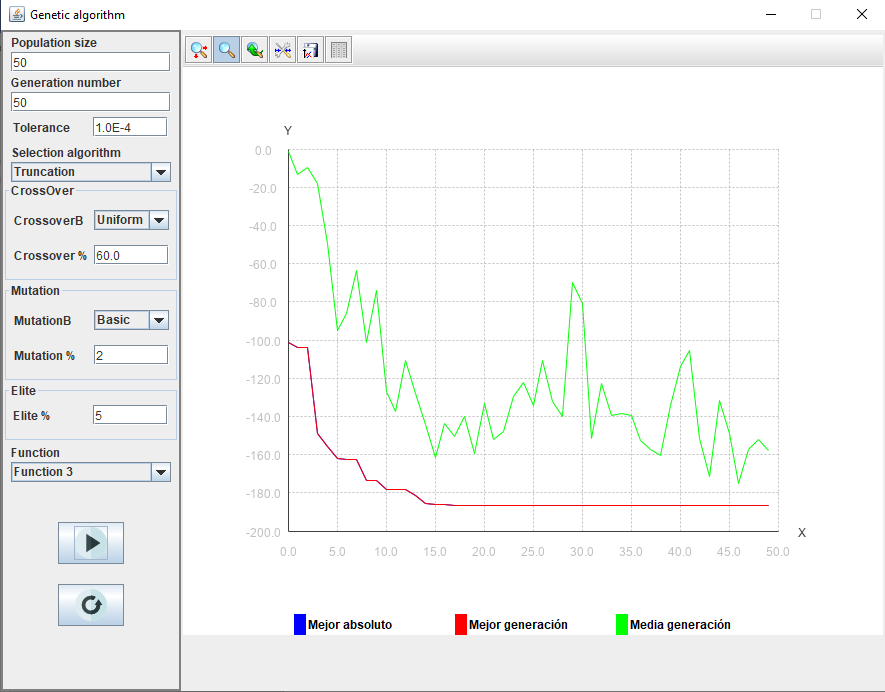 Genetic algorithm
Population size
50
Generation number
50
Tolerance 1.0E-4
Selection algorithm
Truncation
CrossOver
CrossoverB Uniform
Crossover % 60.0
Mutation
MutationB Basic
Mutation % 2
Elite
Elite % 5
Function
Function 3
Y
0.0
-20.0
-40.0
-60.0
-80.0
-100.0
-120.0
-140.0
-160.0
-180.0
-200.0
X
0.0 5.0 10.0 15.0 20.0 25.0 30.0 35.0 40.0 45.0 50.0
Mejor absoluto Mejor generación Media generación